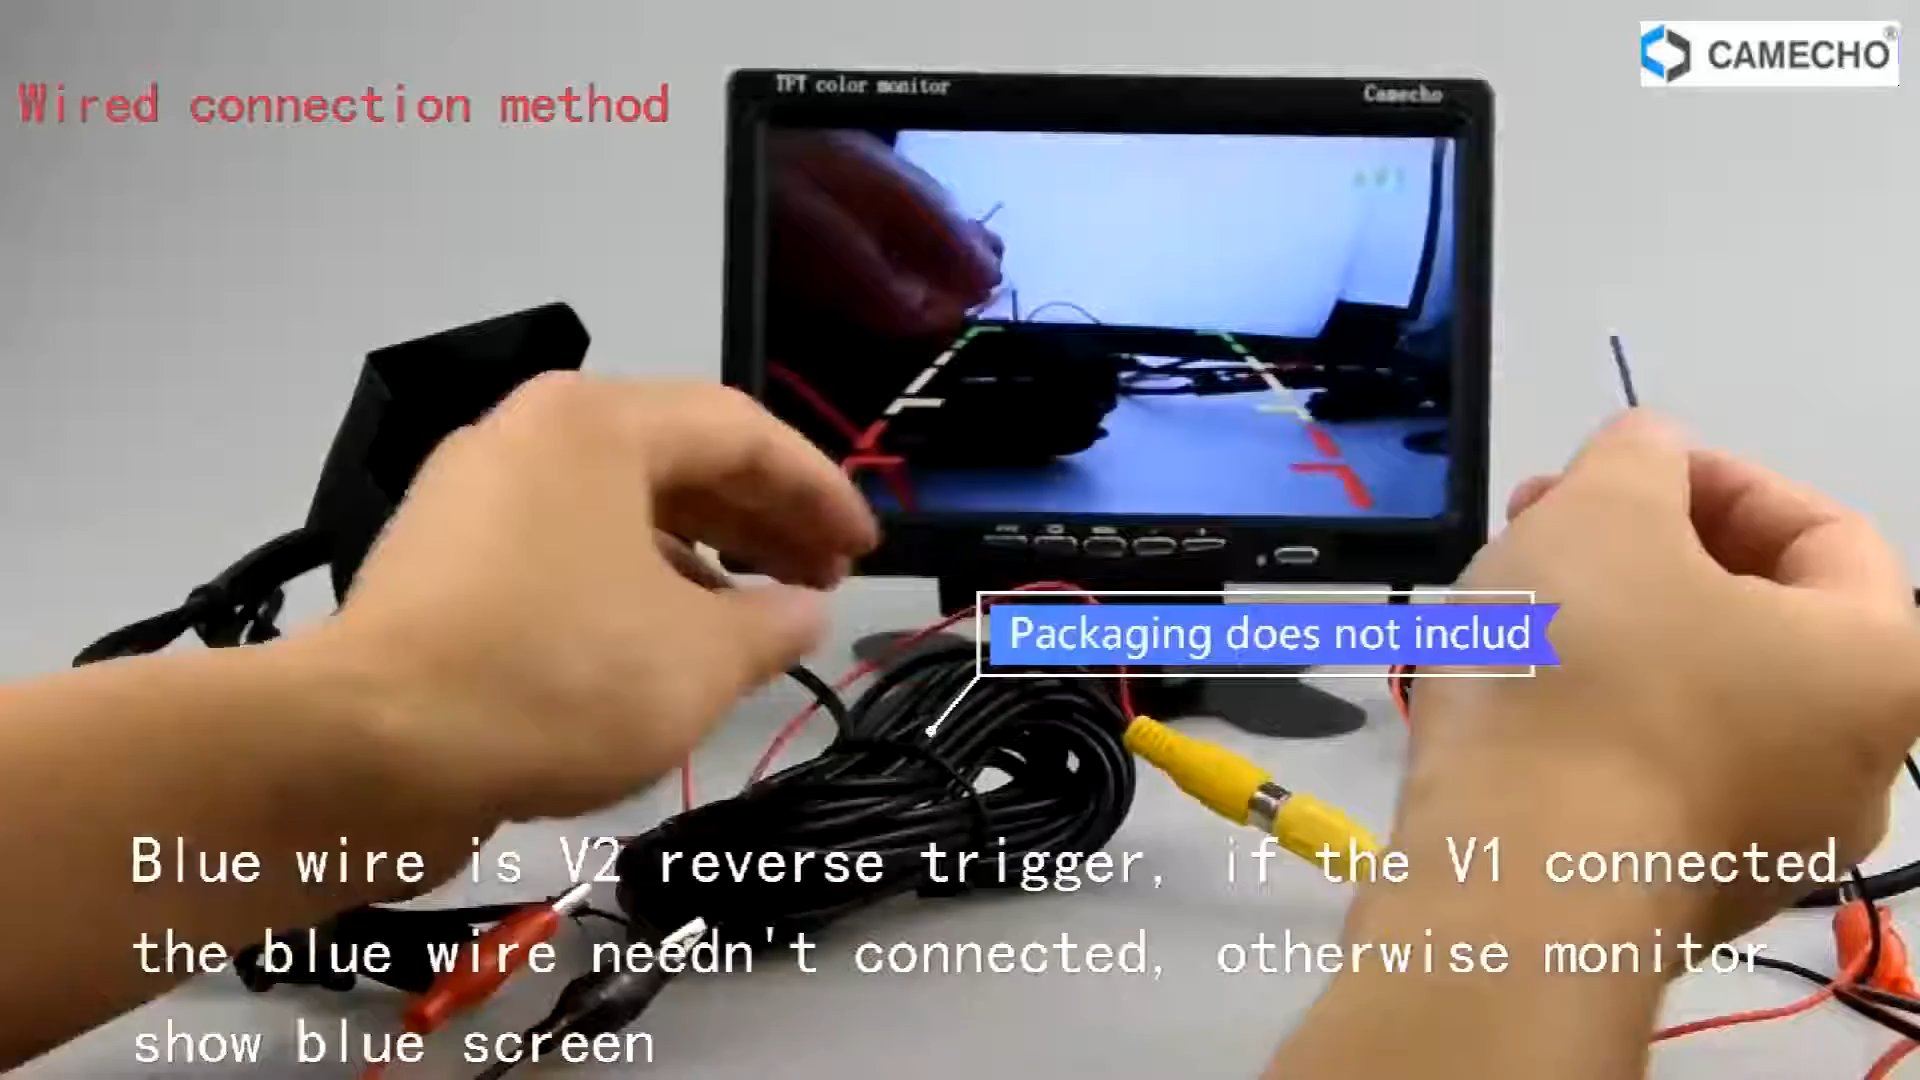 CAMECHO®
Wired connection method
TFT color monitor
Camecho
Packaging does not includ
Blue wire is V2 reverse trigger, if the V1 connected
the blue wire needn't connected, otherwise monitor
show blue screen